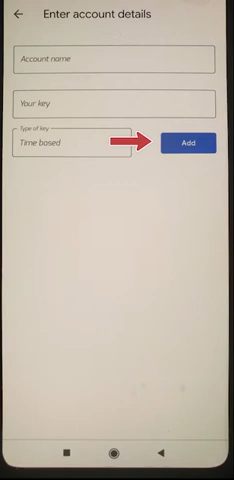 Enter account details
Account name
Your key
Type of key
Time based
Add